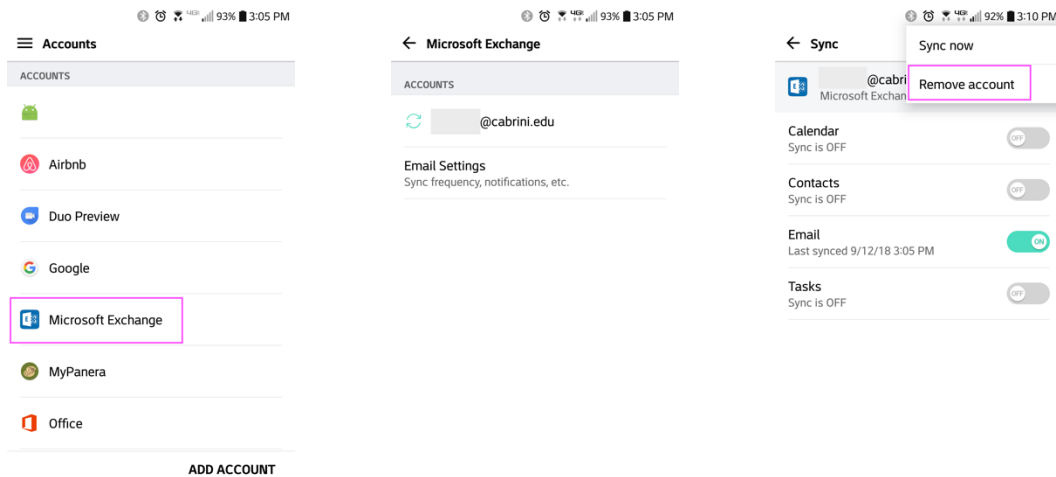 93% 3:05 PM
Accounts
ACCOUNTS
Airbnb
Duo Preview
Google
Microsoft Exchange
MyPanera
Office
ADD ACCOUNT
4GE 93% 3:05 PM
Microsoft Exchange
ACCOUNTS
@cabrini.edu
Email Settings
Sync frequency, notifications, etc.
92% 3:10 PM
Sync
Sync now
Remove account
@cabri
Microsoft Exchan
Calendar
Sync is OFF
OFF
Contacts
Sync is OFF
OFF
Email
Last synced 9/12/18 3:05 PM
ON
Tasks
Sync is OFF
OFF